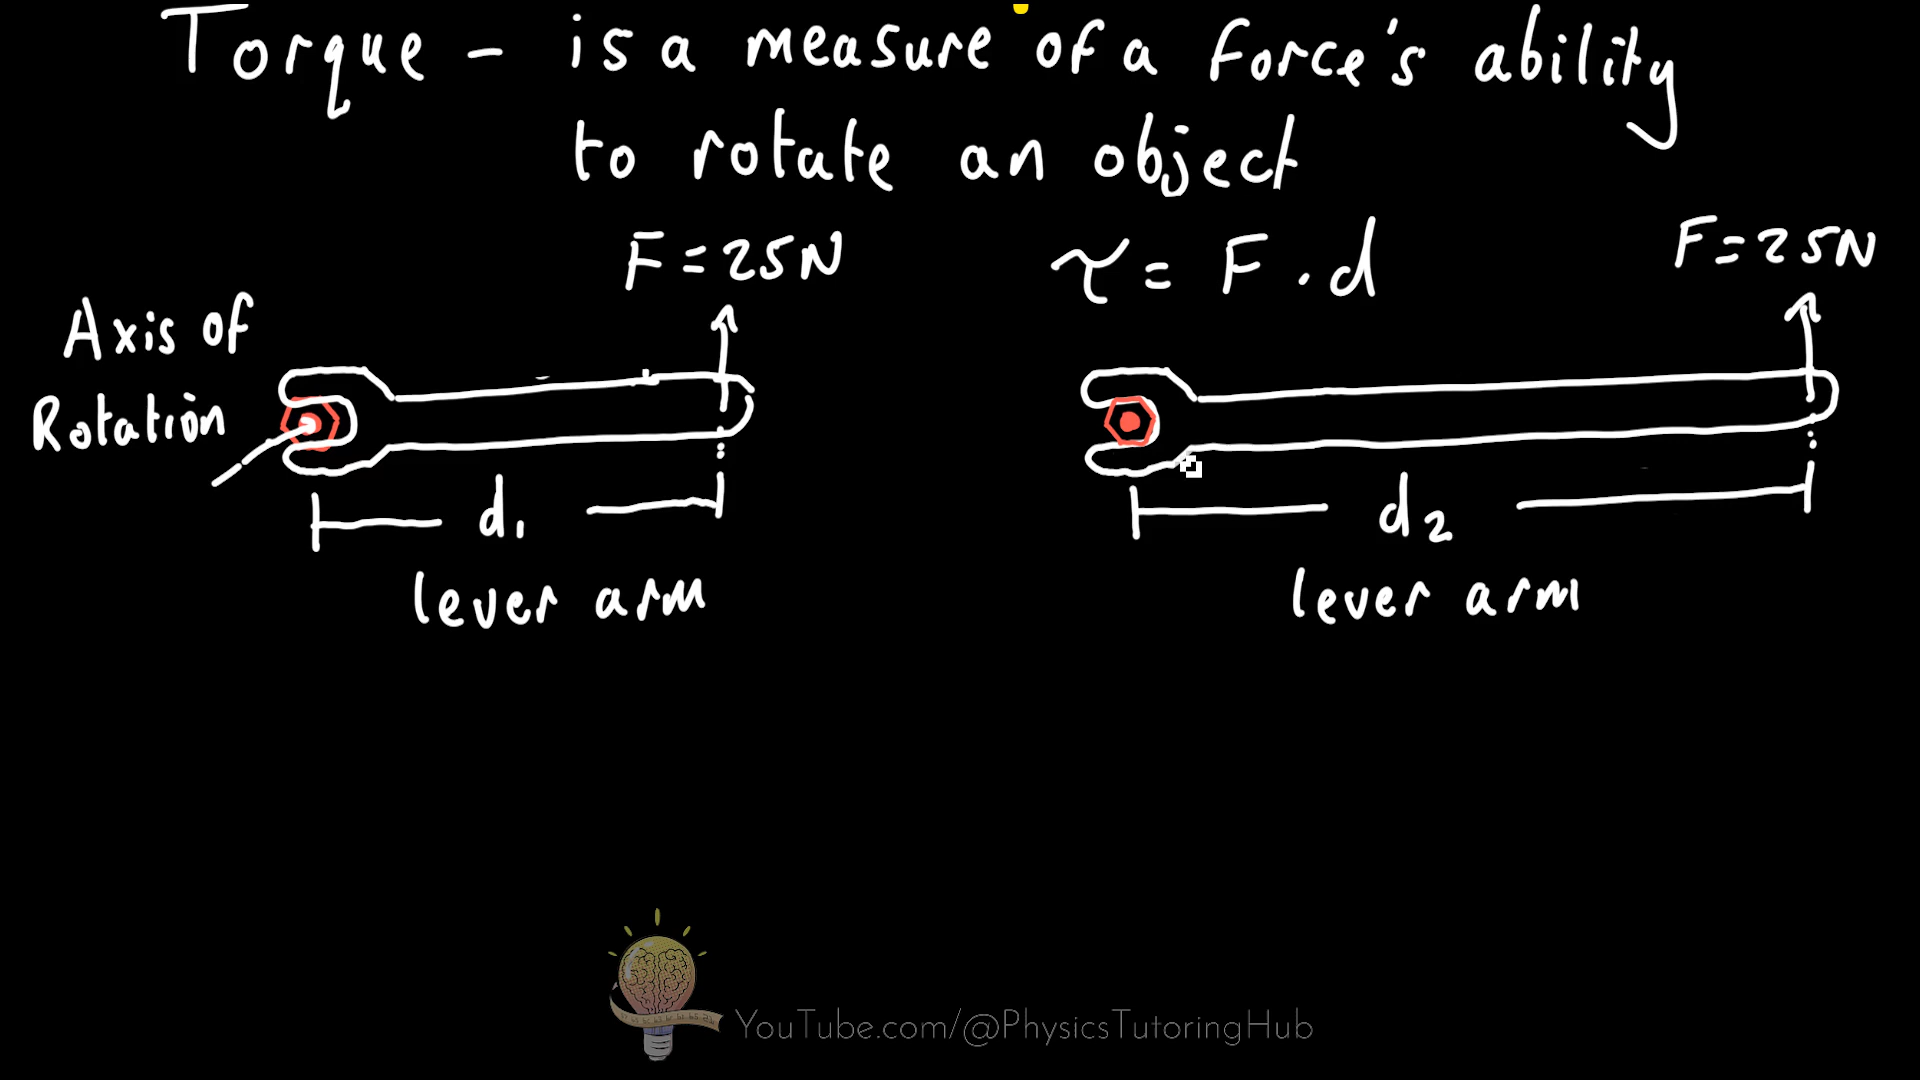 Torque - is a measure of a force's ability
to rotate an object
F = 25N
τ = F . d
F = 25N
Axis of
Rotation
d1
d2
lever arm
lever arm
YouTube.com/@PhysicsTutoringHub